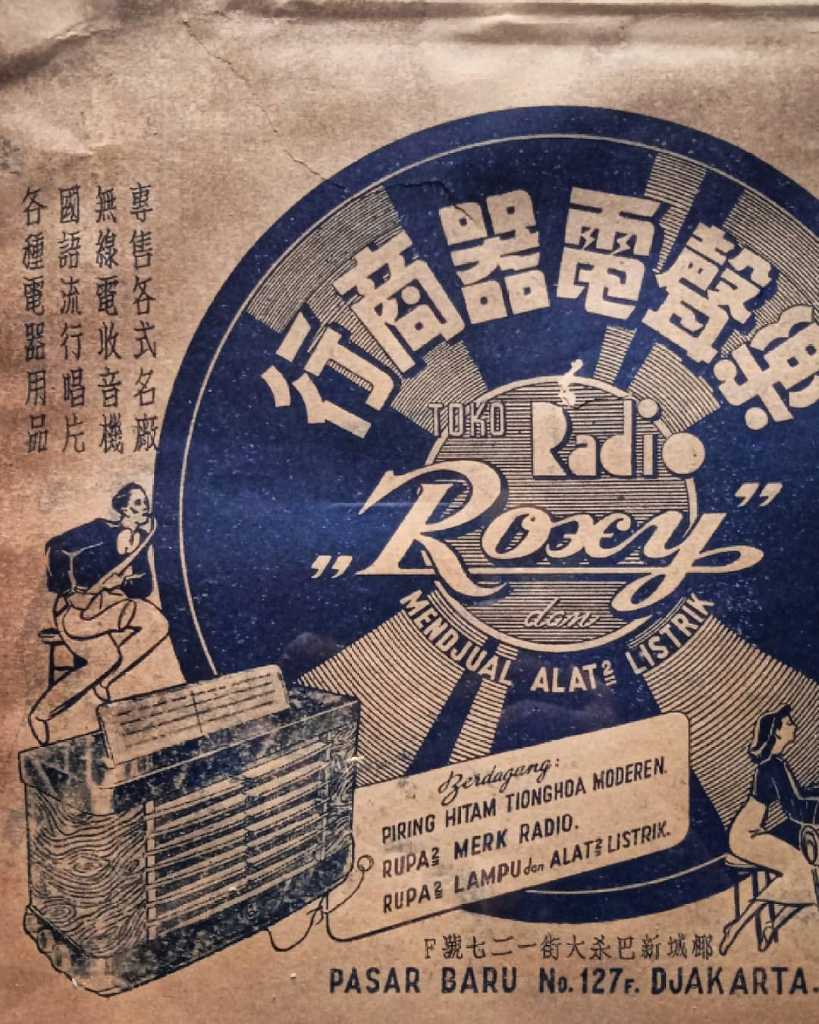 樂聲電器商行
專售各式名廠
無線電收音機
國語流行唱片
各種電器用品
TOKO Radio
„Roxy”
dan
MENDJUAL ALAT2 LISTRIK
Berdagang:
PIRING HITAM TIONGHOA MODEREN.
RUPA2 MERK RADIO.
RUPA2 LAMPU dan ALAT2 LISTRIK.
椰城新巴杀大街一二七號F
PASAR BARU No. 127F. DJAKARTA.